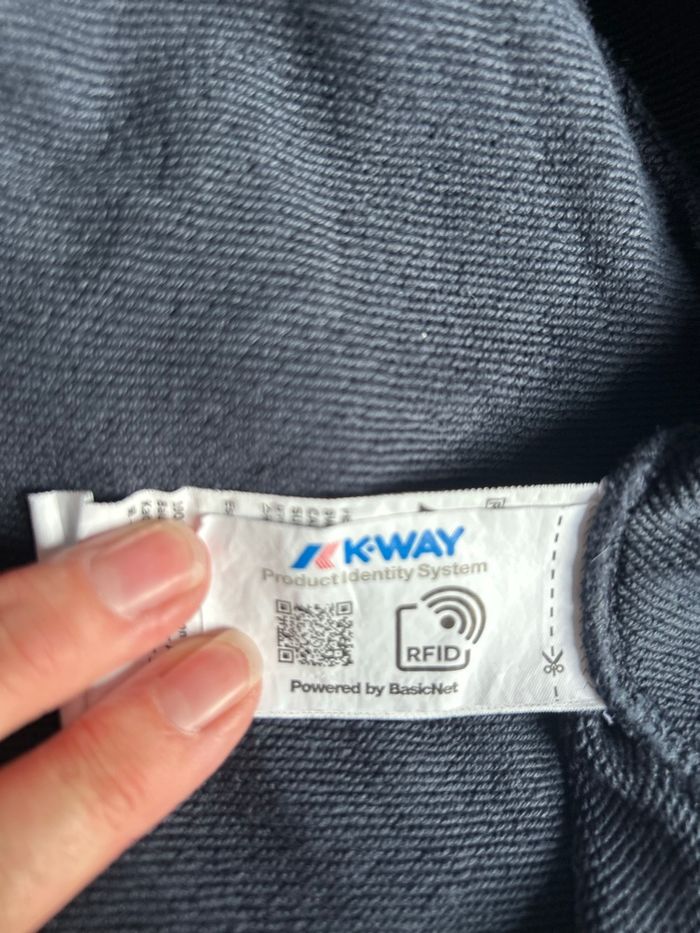 K-WAY
Product Identity System
RFID
Powered by BasicNet